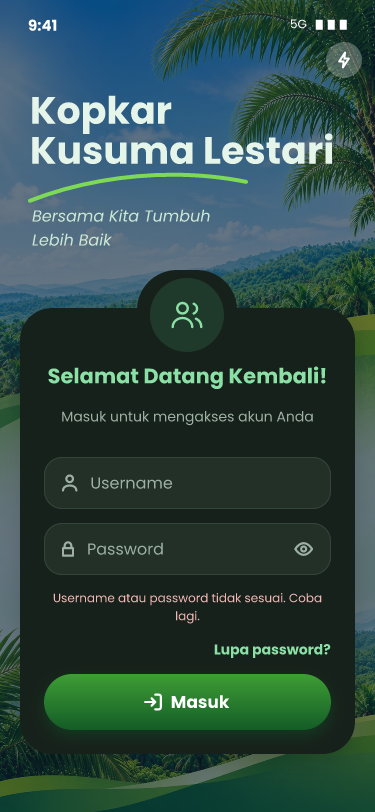 9:41
5G
Kopkar
Kusuma Lestari
Bersama Kita Tumbuh
Lebih Baik
Selamat Datang Kembali!
Masuk untuk mengakses akun Anda
Username
Password
Username atau password tidak sesuai. Coba
lagi.
Lupa password?
Masuk